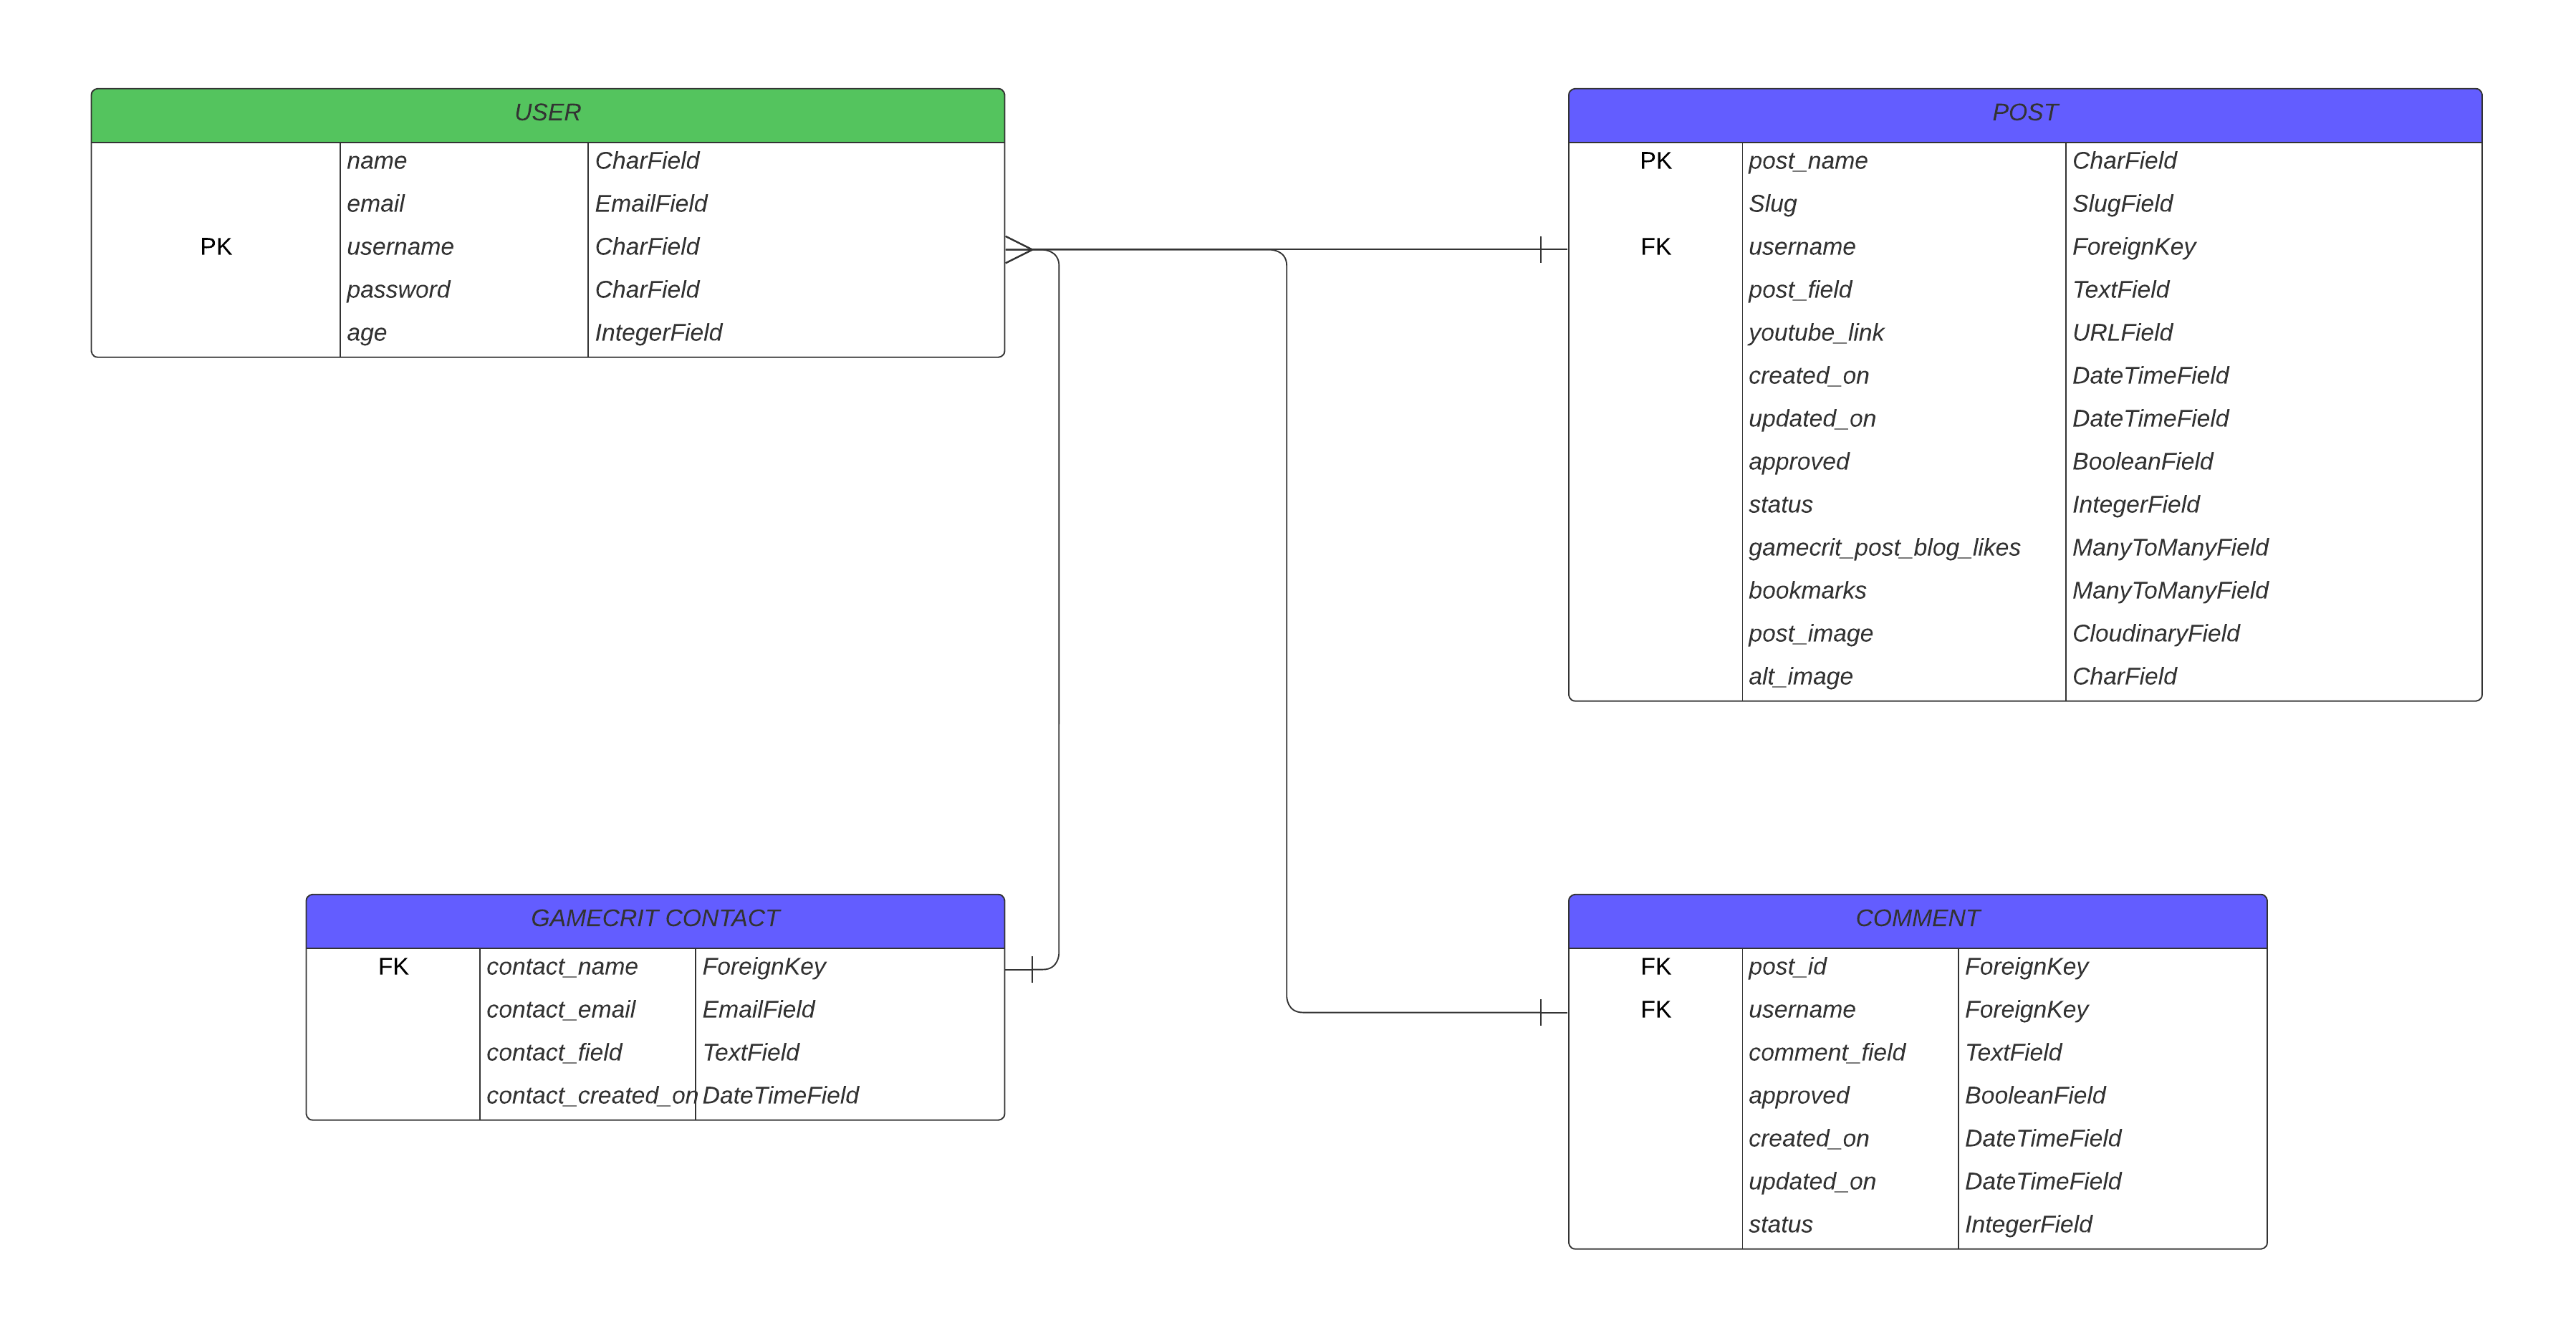 USER
name CharField
email EmailField
PK username CharField
password CharField
age IntegerField
POST
PK post_name CharField
Slug SlugField
FK username ForeignKey
post_field TextField
youtube_link URLField
created_on DateTimeField
updated_on DateTimeField
approved BooleanField
status IntegerField
gamecrit_post_blog_likes ManyToManyField
bookmarks ManyToManyField
post_image CloudinaryField
alt_image CharField
GAMECRIT CONTACT
FK contact_name ForeignKey
contact_email EmailField
contact_field TextField
contact_created_on DateTimeField
COMMENT
FK post_id ForeignKey
FK username ForeignKey
comment_field TextField
approved BooleanField
created_on DateTimeField
updated_on DateTimeField
status IntegerField